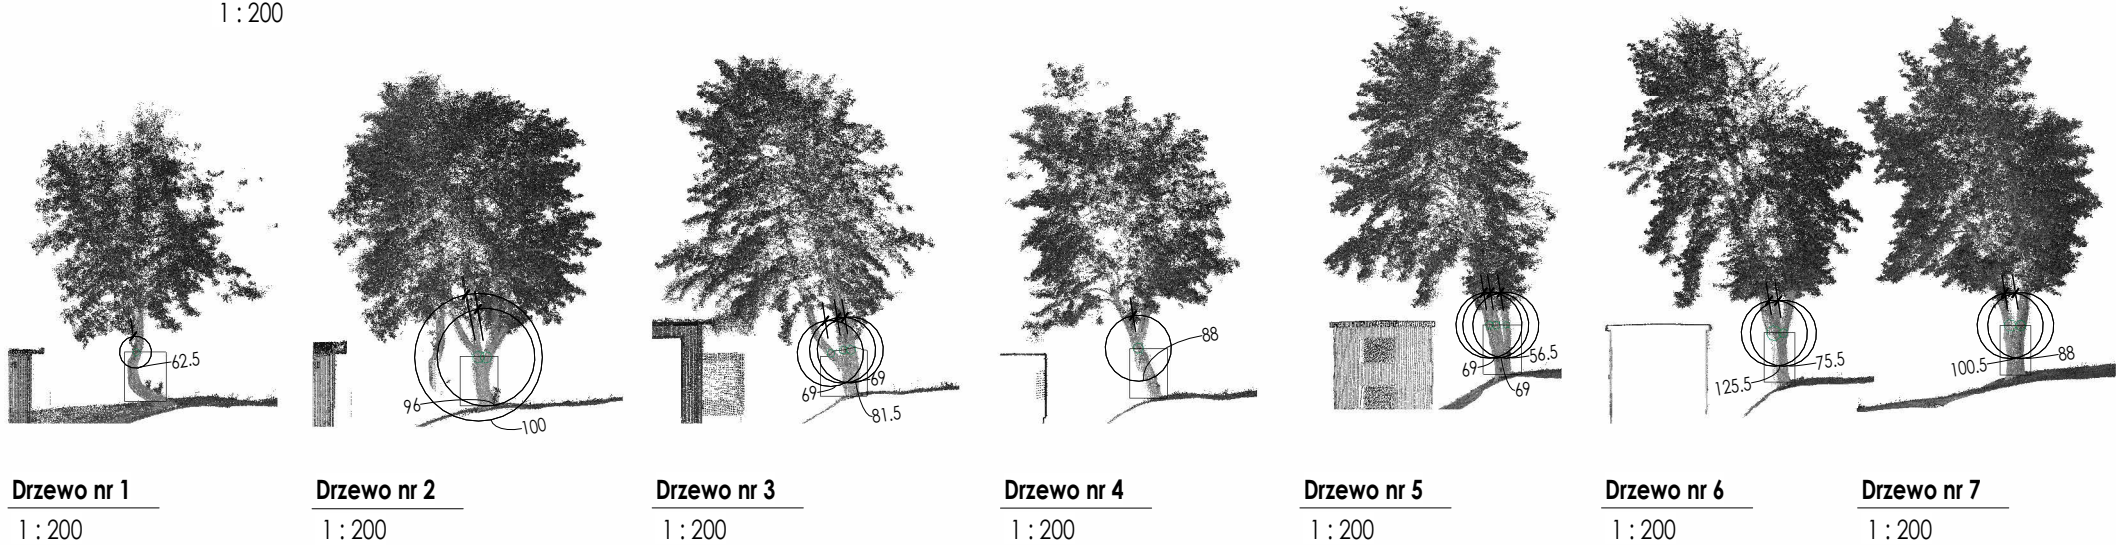 1 : 200
62.5
96
100
69
69
81.5
88
69
56.5
69
125.5
75.5
100.5
88
Drzewo nr 1
1 : 200
Drzewo nr 2
1 : 200
Drzewo nr 3
1 : 200
Drzewo nr 4
1 : 200
Drzewo nr 5
1 : 200
Drzewo nr 6
1 : 200
Drzewo nr 7
1 : 200